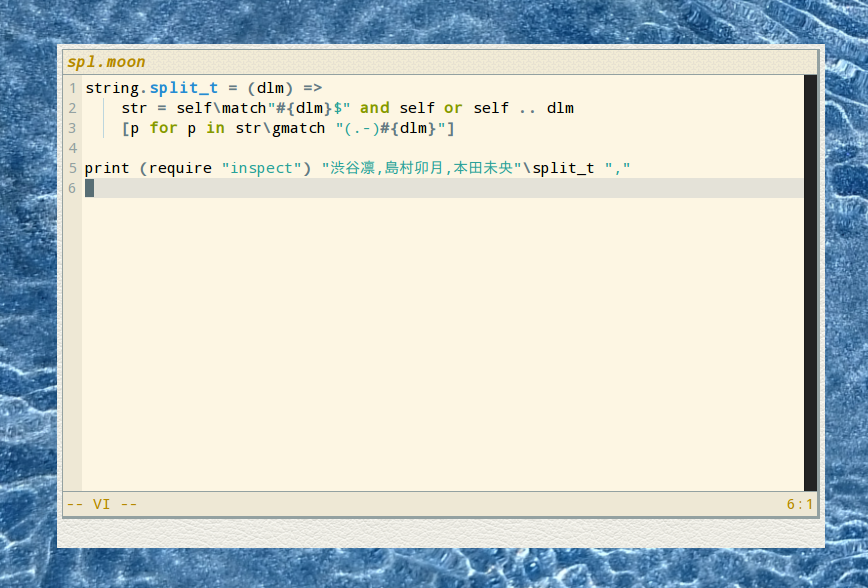 spl.moon
1 string.split_t = (dlm) =>
2     str = self\match"#{dlm}$" and self or self .. dlm
3     [p for p in str\gmatch "(.-)#{dlm}"]
4
5 print (require "inspect") "渋谷凛,島村卯月,本田未央"\split_t ","
6
-- VI -- 6:1